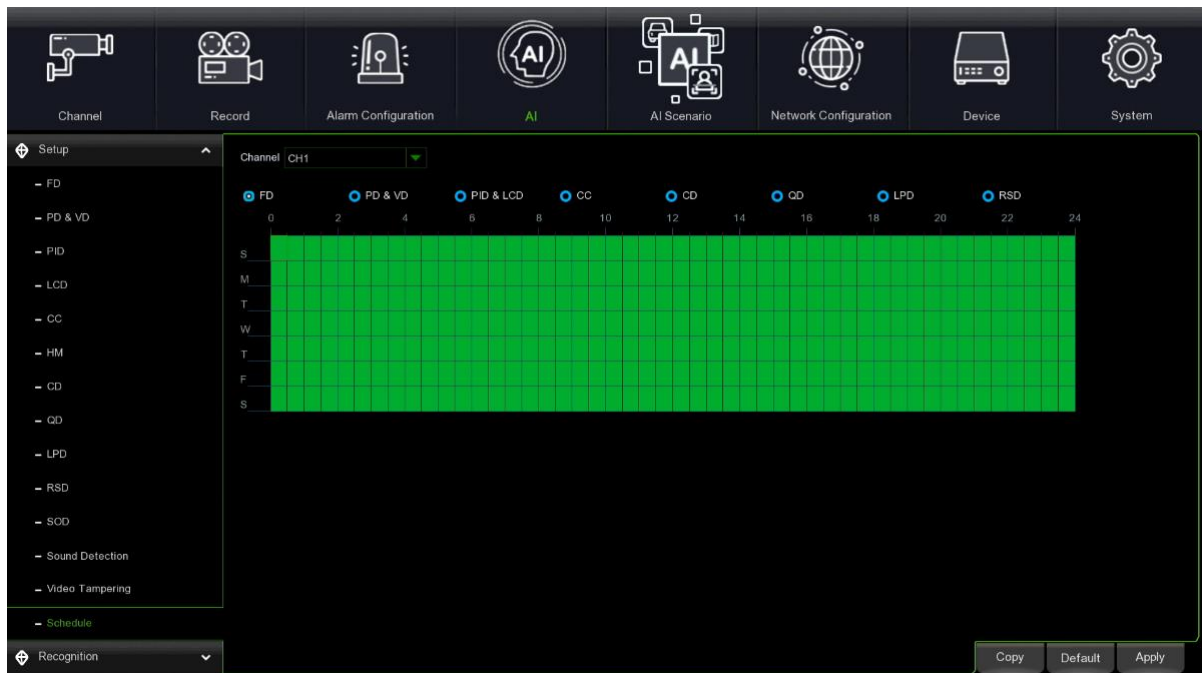 AI
AI
Channel Record Alarm Configuration AI AI Scenario Network Configuration Device System
Setup
FD
PD & VD
PID
LCD
CC
HM
CD
QD
LPD
RSD
SOD
Sound Detection
Video Tampering
Schedule
Recognition
Channel CH1
FD PD & VD PID & LCD CC CD QD LPD RSD
0 2 4 6 8 10 12 14 16 18 20 22 24
S
M
T
W
T
F
S
Copy Default Apply